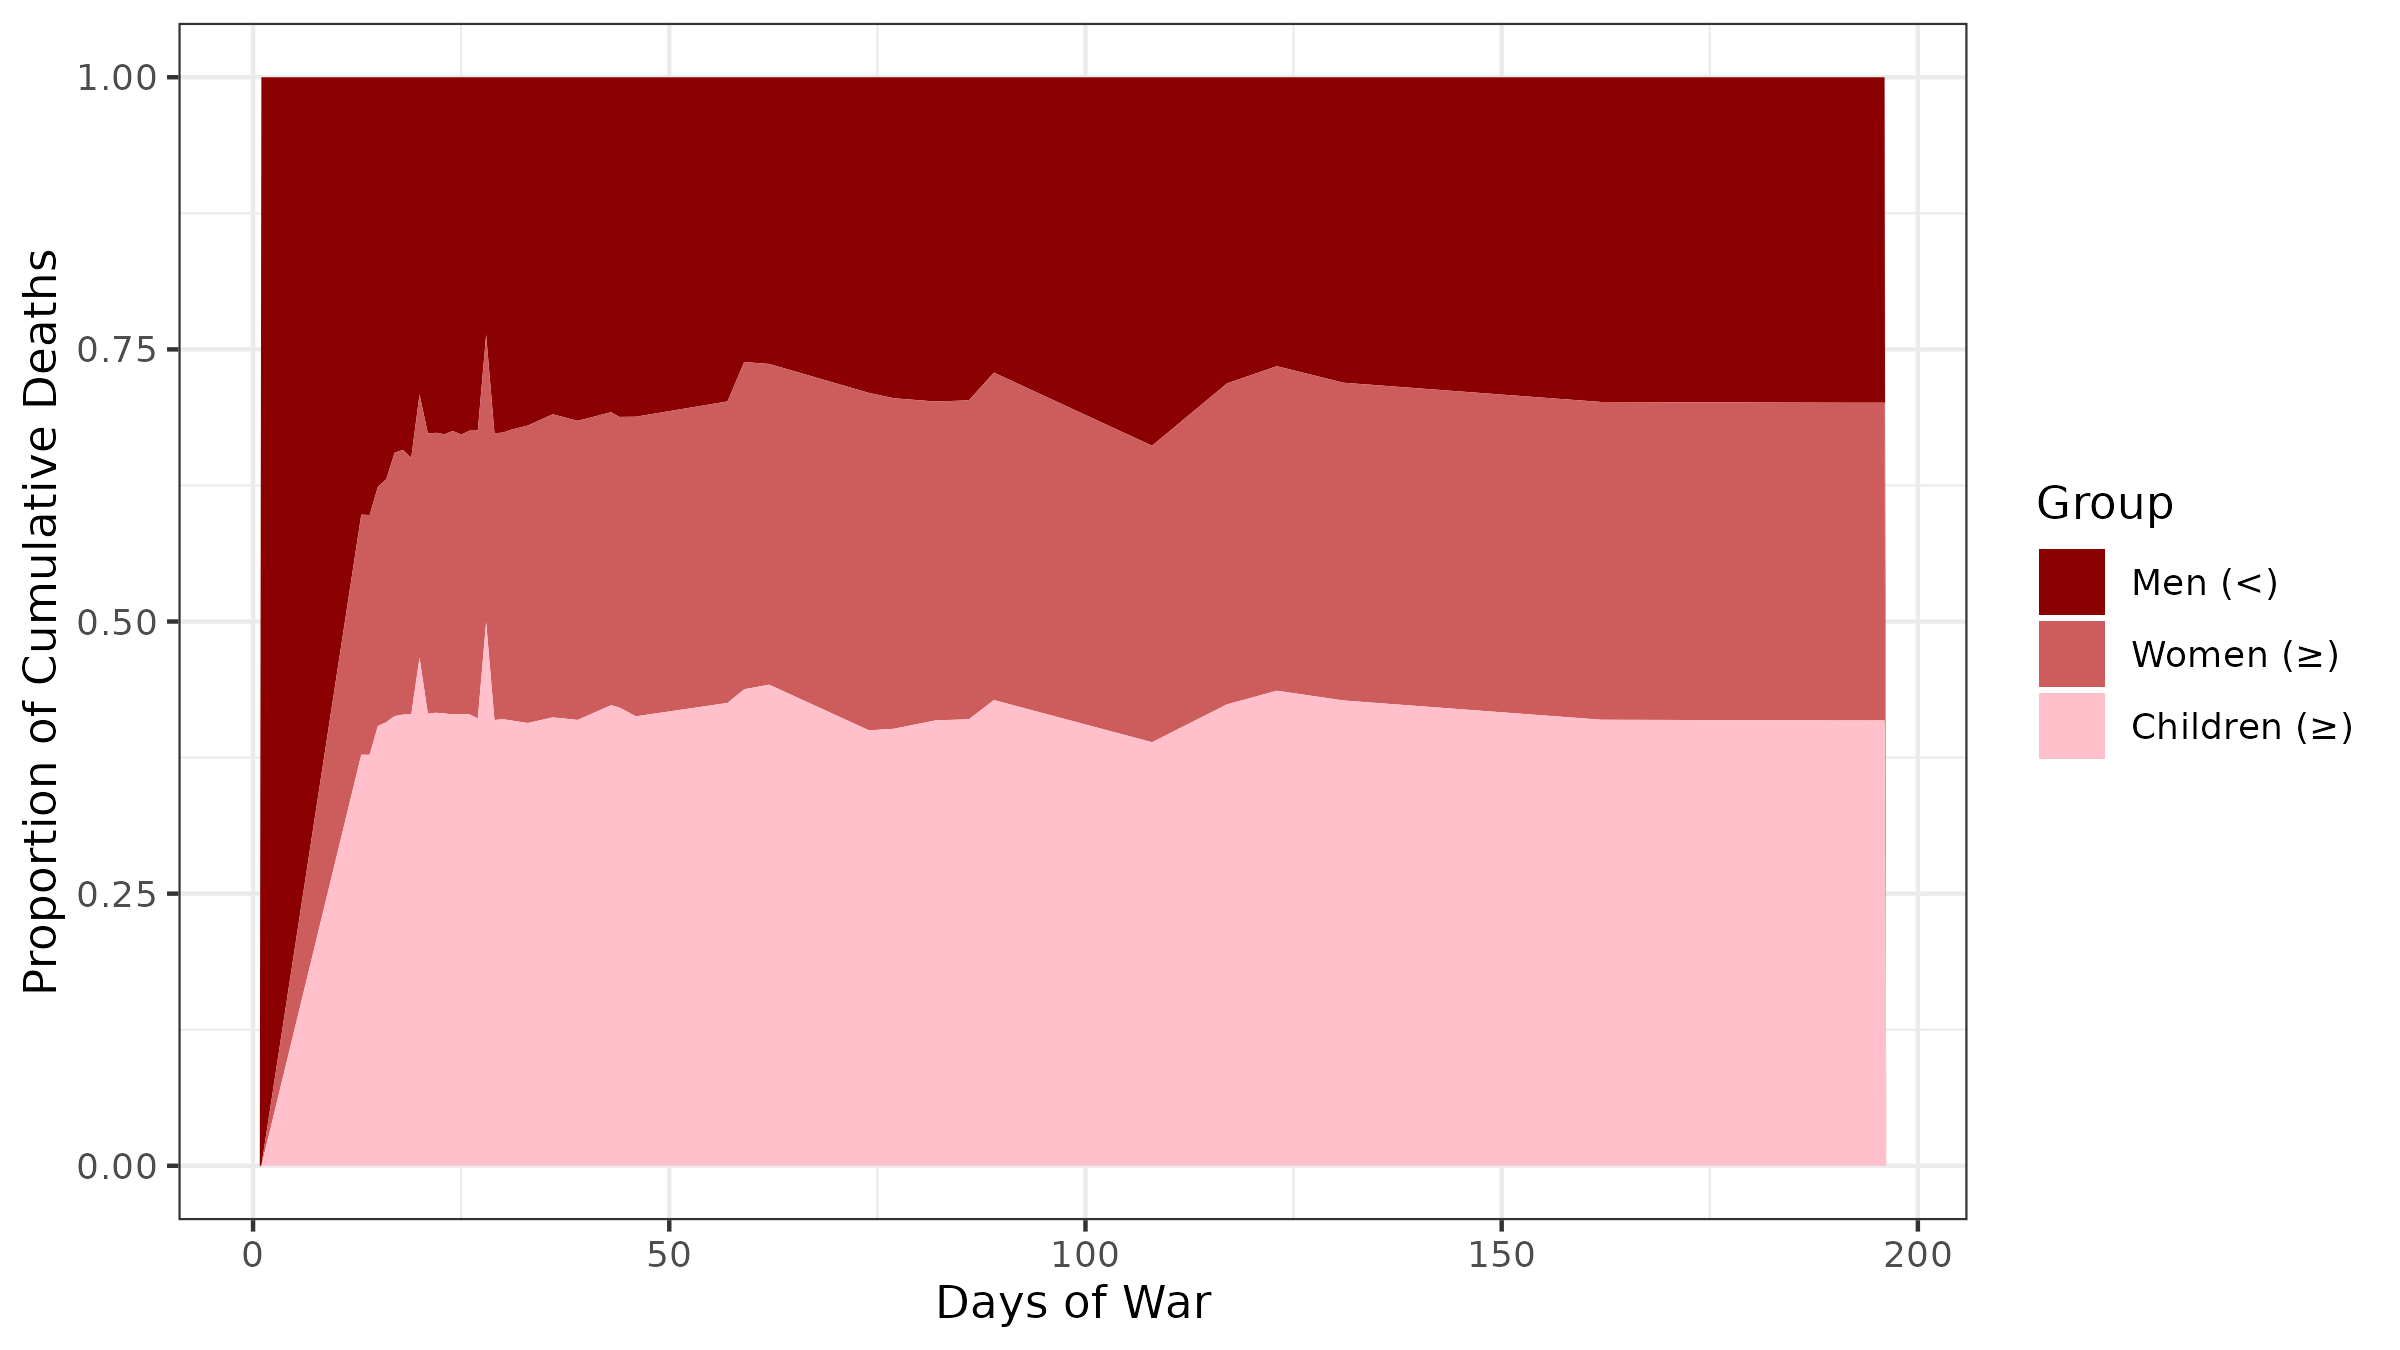 Proportion of Cumulative Deaths
1.00
0.75
0.50
0.25
0.00
0 50 100 150 200
Days of War
Group
Men (<)
Women (≥)
Children (≥)